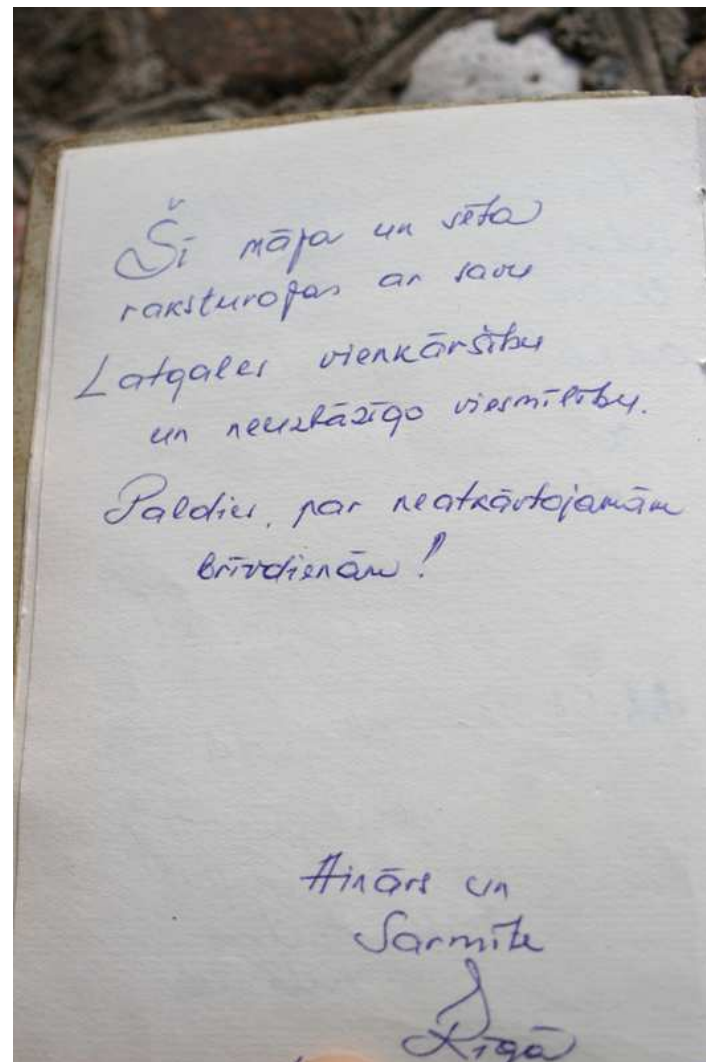 Šī māja un sēta
raksturojas ar savu
Latgales vienkāršību
un neuzbāzīgo viesmīlību.
Paldies, par neatkārtojamām
brīvdienām!
Ainārs un
Sarmīte
Rīgā